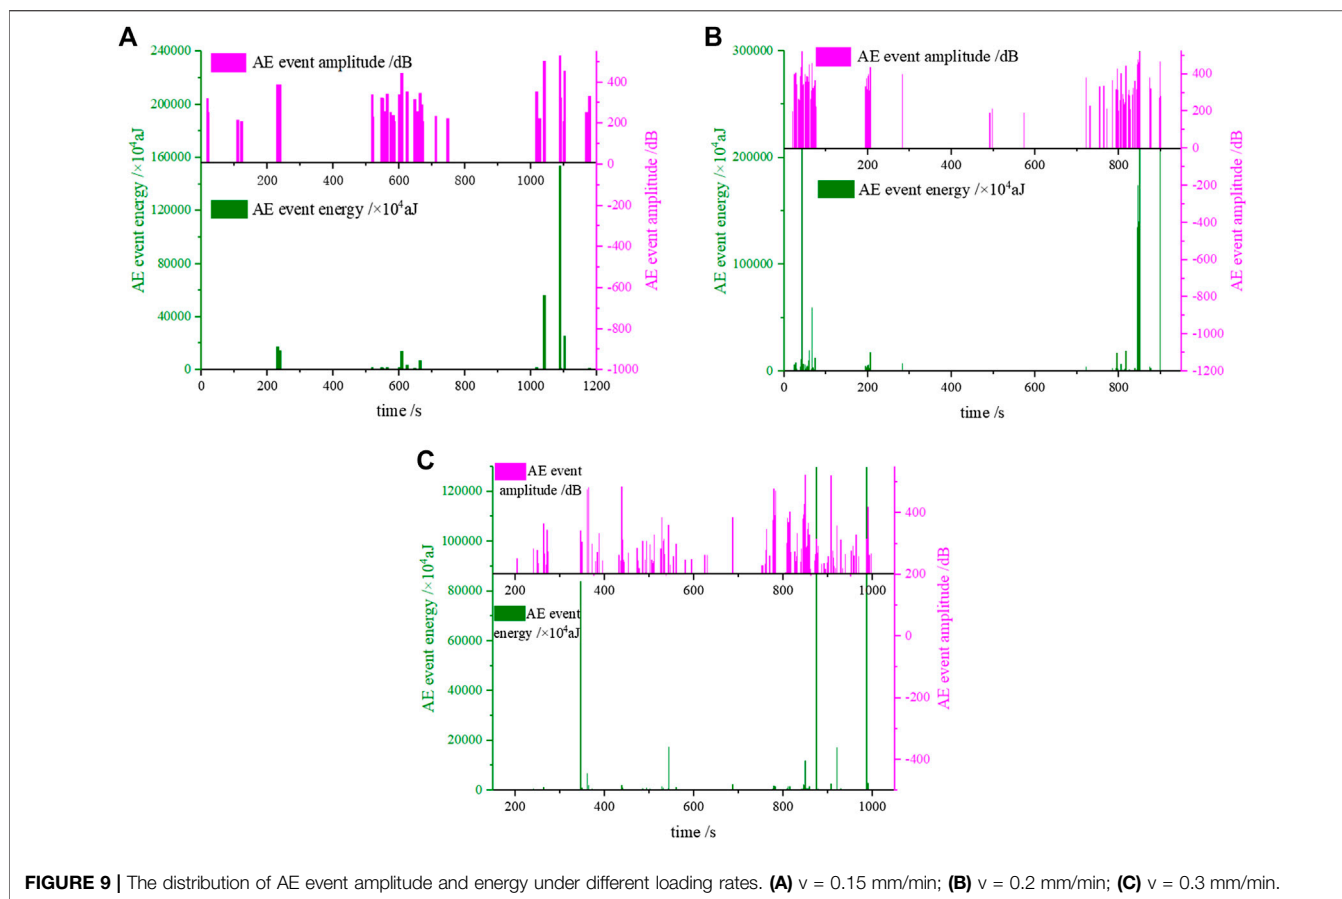 A
240000
200000
160000
120000
80000
40000
0
AE event energy /×10⁴aJ
AE event amplitude /dB
400
200
0
-200
-400
-600
-800
-1000
AE event amplitude /dB
200 400 600 800 1000
AE event energy /×10⁴aJ
0 200 400 600 800 1000 1200
time /s
B
300000
200000
100000
0
AE event energy /×10⁴aJ
AE event amplitude /dB
400
200
0
-200
-400
-600
-800
-1000
-1200
AE event amplitude /dB
200 400 600 800
AE event energy /×10⁴aJ
0 200 400 600 800
time /s
C
120000
100000
80000
60000
40000
20000
0
AE event energy /×10⁴aJ
AE event
amplitude /dB
400
200
0
-200
-400
AE event amplitude /dB
200 400 600 800 1000
AE event
energy /×10⁴aJ
200 400 600 800 1000
time /s
FIGURE 9 | The distribution of AE event amplitude and energy under different loading rates. (A) v = 0.15 mm/min; (B) v = 0.2 mm/min; (C) v = 0.3 mm/min.